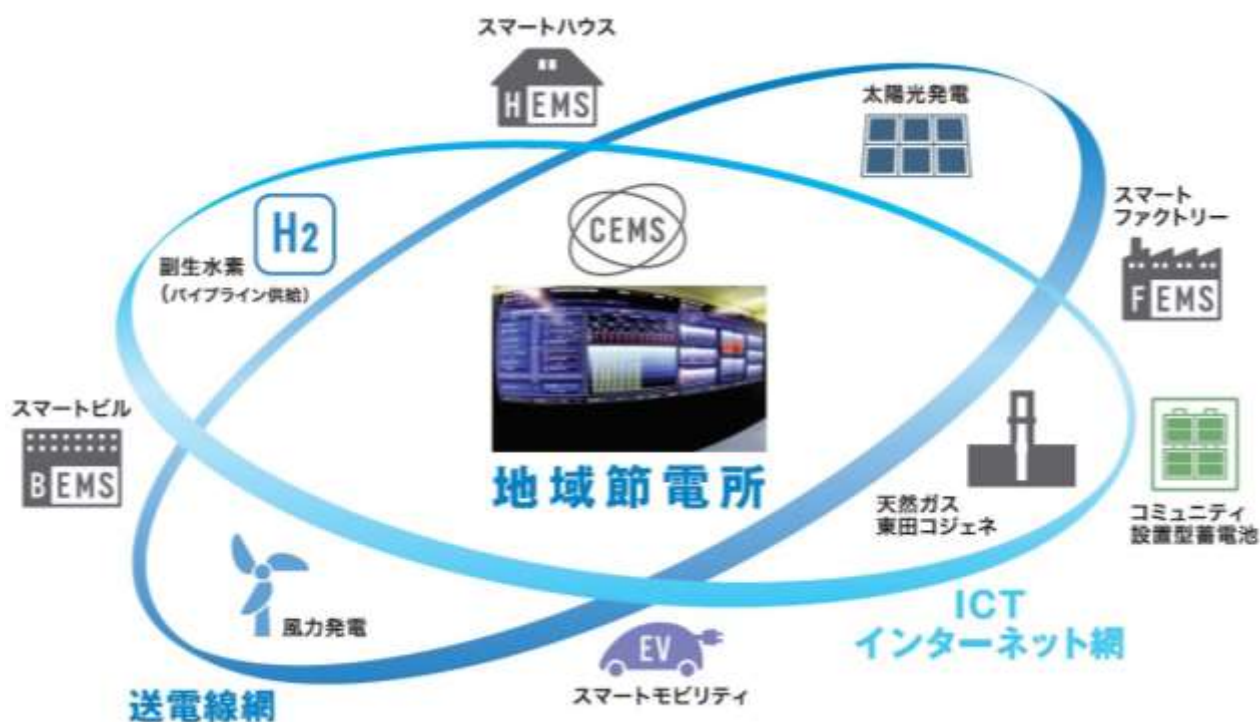 スマートハウス
HEMS
太陽光発電
スマート
ファクトリー
FEMS
H2
副生水素
（パイプライン供給）
CEMS
地域節電所
スマートビル
BEMS
天然ガス
東田コジェネ
コミュニティ
設置型蓄電池
風力発電
EV
スマートモビリティ
ICT
インターネット網
送電線網